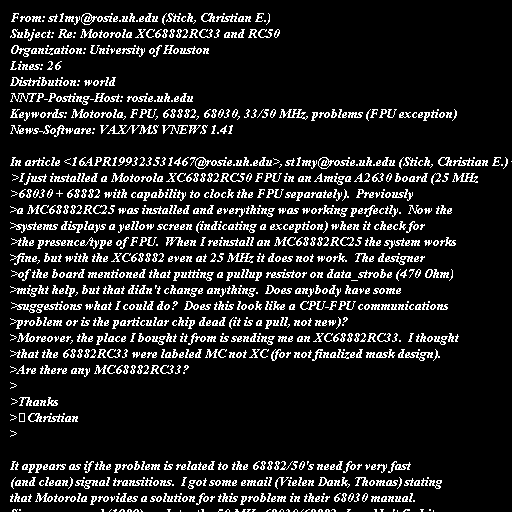 From: st1my@rosie.uh.edu (Stich, Christian E.)
Subject: Re: Motorola XC68882RC33 and RC50
Organization: University of Houston
Lines: 26
Distribution: world
NNTP-Posting-Host: rosie.uh.edu
Keywords: Motorola, FPU, 68882, 68030, 33/50 MHz, problems (FPU exception)
News-Software: VAX/VMS VNEWS 1.41

In article <16APR199323531467@rosie.uh.edu>, st1my@rosie.uh.edu (Stich, Christian E.)
>I just installed a Motorola XC68882RC50 FPU in an Amiga A2630 board (25 MHz
>68030 + 68882 with capability to clock the FPU separately).  Previously
>a MC68882RC25 was installed and everything was working perfectly.  Now the
>systems displays a yellow screen (indicating a exception) when it check for
>the presence/type of FPU.  When I reinstall an MC68882RC25 the system works
>fine, but with the XC68882 even at 25 MHz it does not work.  The designer
>of the board mentioned that putting a pullup resistor on data_strobe (470 Ohm)
>might help, but that didn't change anything.  Does anybody have some
>suggestions what I could do?  Does this look like a CPU-FPU communications
>problem or is the particular chip dead (it is a pull, not new)?
>Moreover, the place I bought it from is sending me an XC68882RC33.  I thought
>that the 68882RC33 were labeled MC not XC (for not finalized mask design).
>Are there any MC68882RC33?
>
>Thanks
>Christian
>

It appears as if the problem is related to the 68882/50's need for very fast
(and clean) signal transitions.  I got some email (Vielen Dank, Thomas) stating
that Motorola provides a solution for this problem in their 68030 manual.